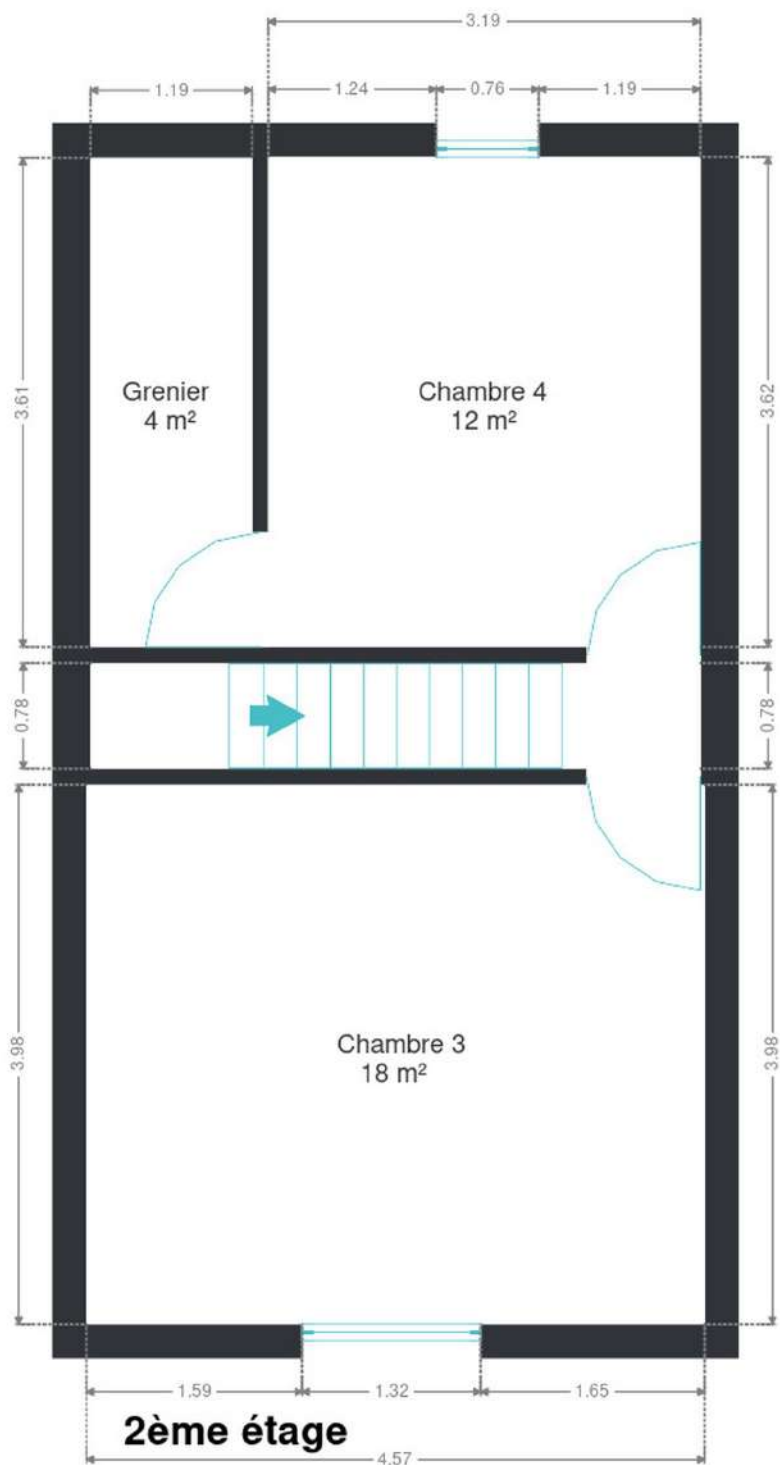 3.19
1.19
1.24
0.76
1.19
3.61
3.62
Grenier
4 m²
Chambre 4
12 m²
0.78
0.78
3.98
3.98
Chambre 3
18 m²
1.59
1.32
1.65
2ème étage
4.57